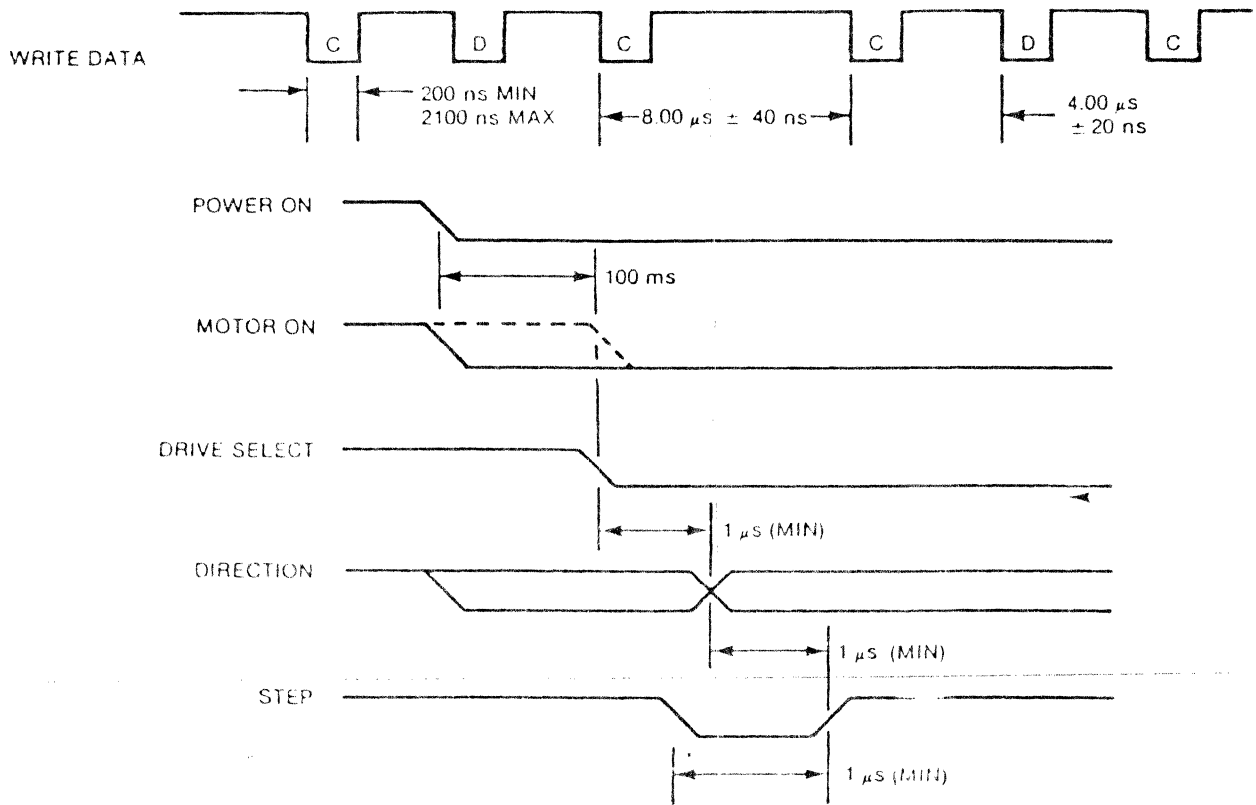 C D C C D C
WRITE DATA
200 ns MIN
2100 ns MAX
8.00 μs ± 40 ns
4.00 μs
± 20 ns
POWER ON
100 ms
MOTOR ON
DRIVE SELECT
1 μs (MIN)
DIRECTION
1 μs (MIN)
STEP
1 μs (MIN)